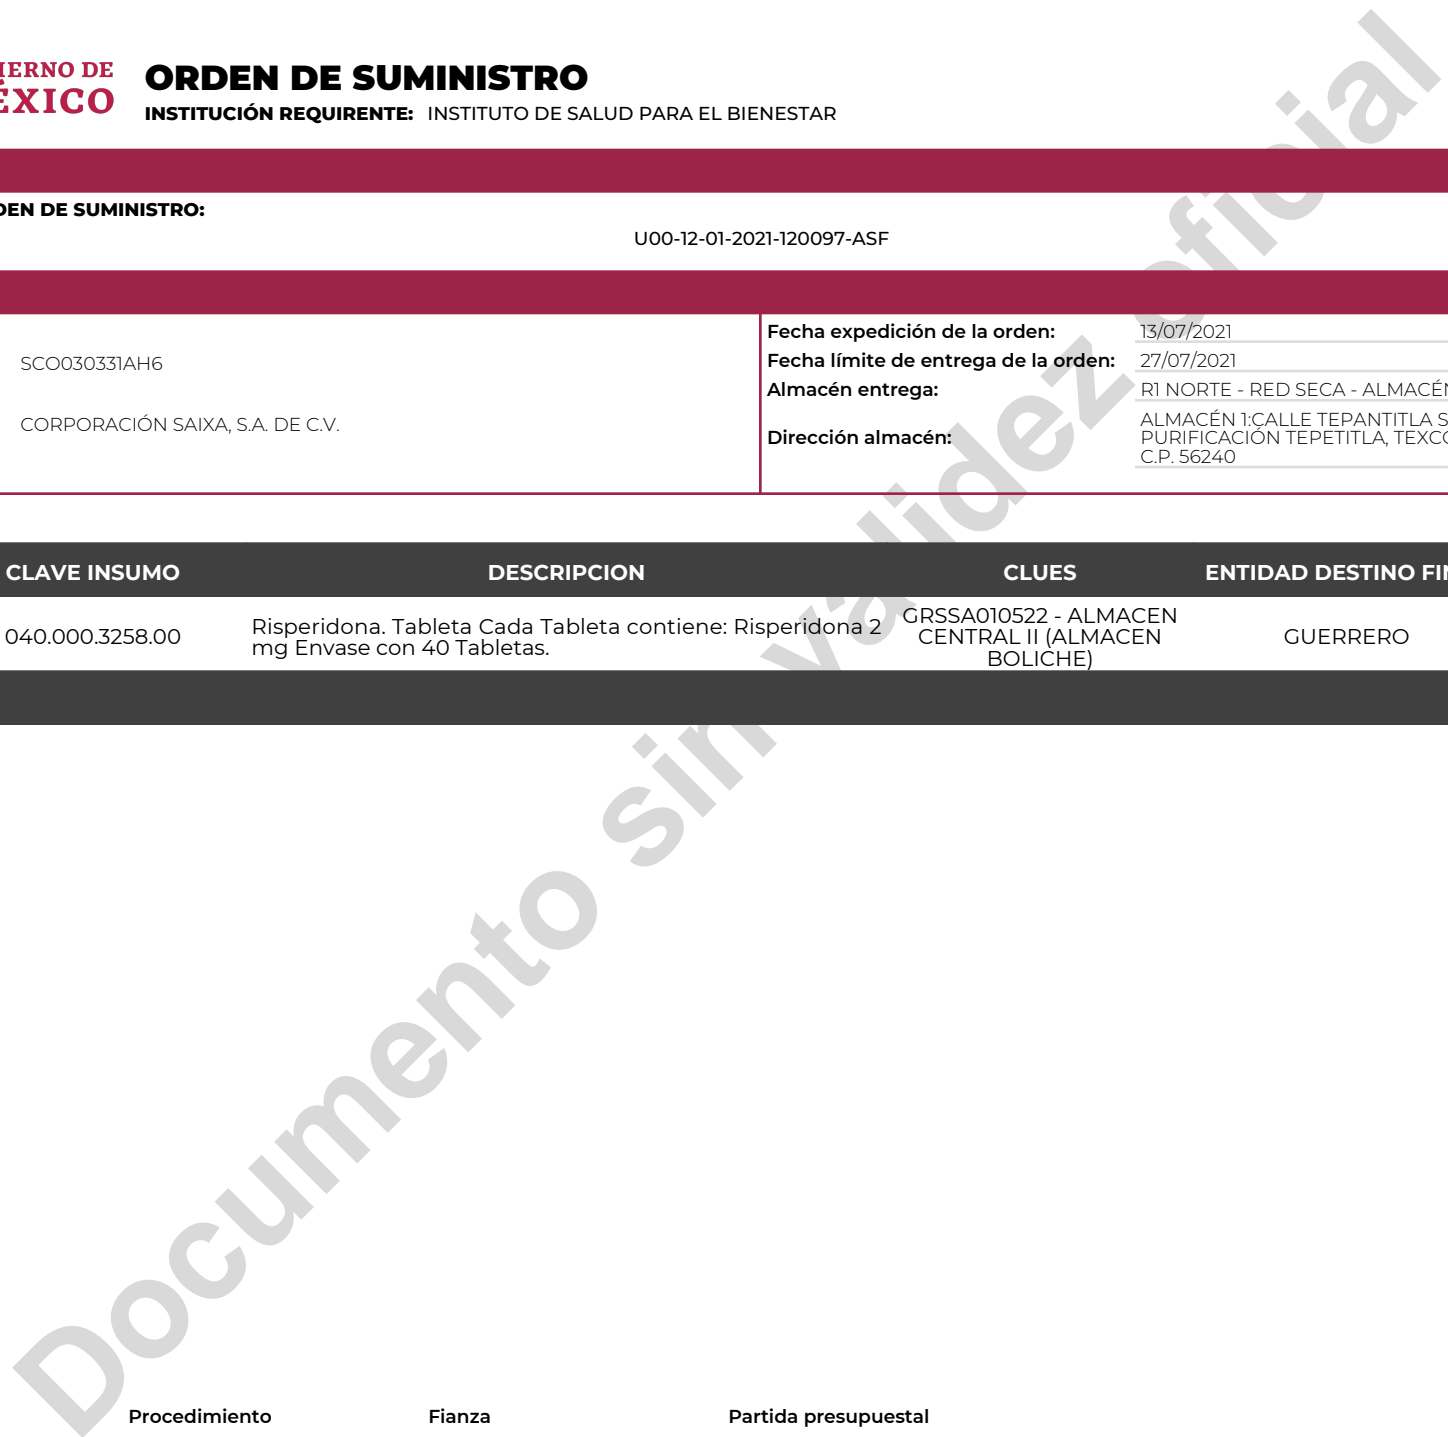 IERNO DE
ÉXICO
ORDEN DE SUMINISTRO
INSTITUCIÓN REQUIRENTE: INSTITUTO DE SALUD PARA EL BIENESTAR
DEN DE SUMINISTRO:
U00-12-01-2021-120097-ASF
SCO030331AH6
CORPORACIÓN SAIXA, S.A. DE C.V.
Fecha expedición de la orden: 13/07/2021
Fecha límite de entrega de la orden: 27/07/2021
Almacén entrega: R1 NORTE - RED SECA - ALMACÉN
Dirección almacén:
ALMACÉN 1:CALLE TEPANTITLA S
PURIFICACIÓN TEPETITLA, TEXCO
C.P. 56240
CLAVE INSUMO DESCRIPCION CLUES ENTIDAD DESTINO FIN
040.000.3258.00
Risperidona. Tableta Cada Tableta contiene: Risperidona 2
mg Envase con 40 Tabletas.
GRSSA010522 - ALMACEN
CENTRAL II (ALMACEN
BOLICHE)
GUERRERO
Documento sin validez oficial
Procedimiento Fianza Partida presupuestal